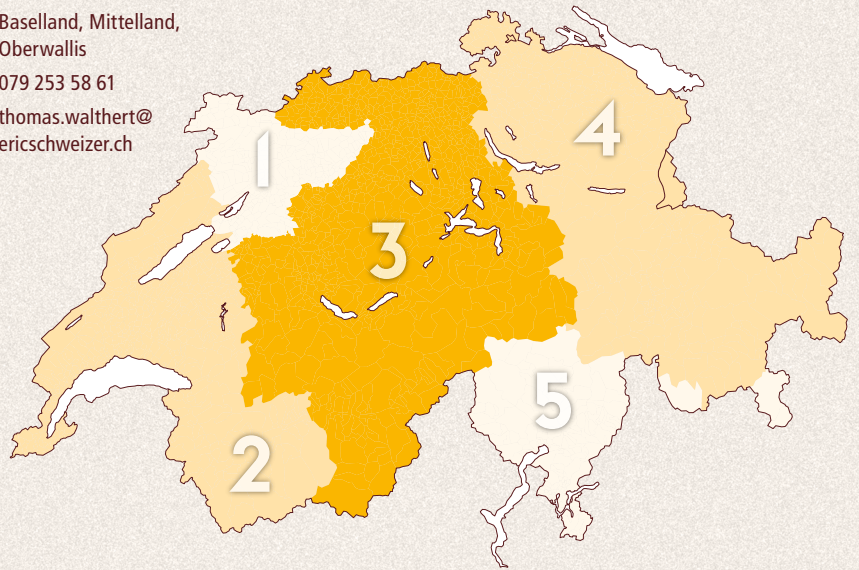 Baselland, Mittelland,
Oberwallis
079 253 58 61
thomas.walthert@
ericschweizer.ch
1
4
3
5
2